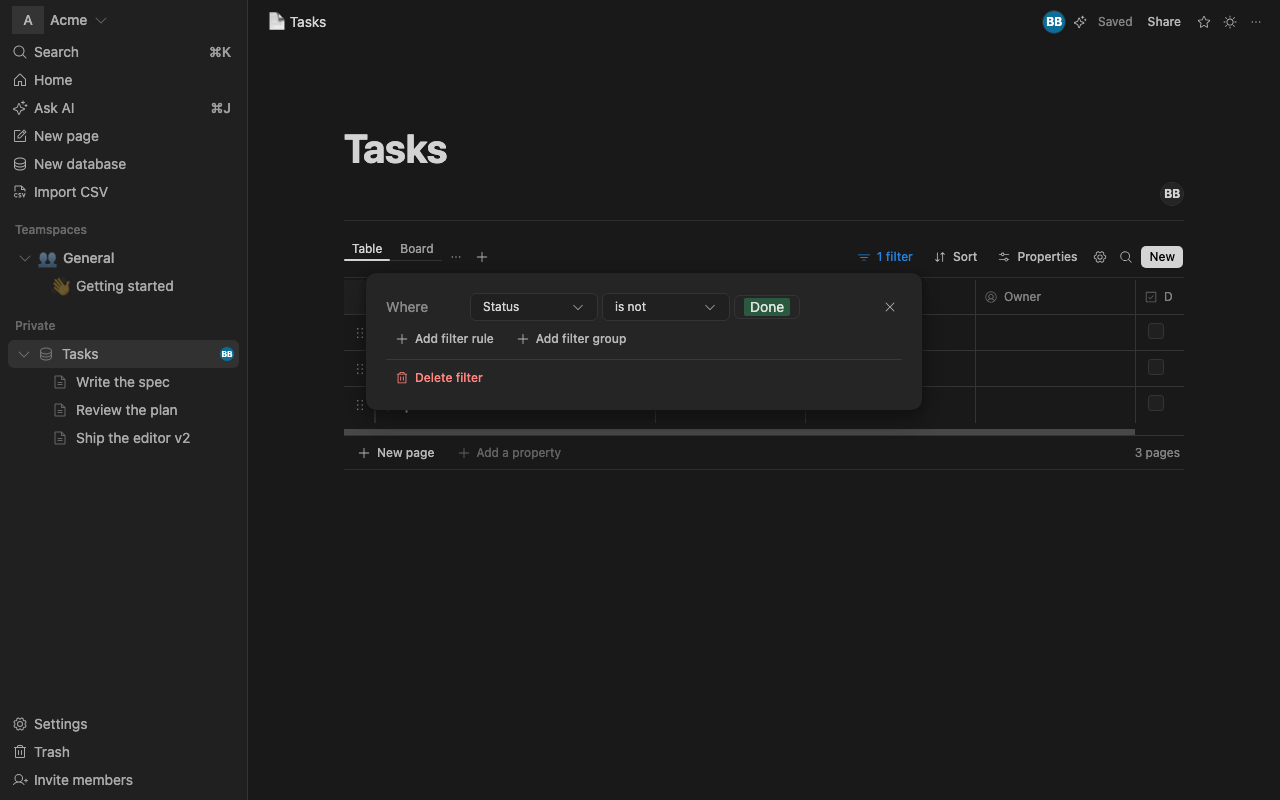 A Acme
Search ⌘K
Home
Ask AI ⌘J
New page
New database
Import CSV
Teamspaces
General
Getting started
Private
Tasks BB
Write the spec
Review the plan
Ship the editor v2
Settings
Trash
Invite members
Tasks
BB Saved Share
Tasks
BB
Table Board
1 filter Sort Properties New
Where Status is not Done
Add filter rule Add filter group
Delete filter
Owner D
New page Add a property 3 pages